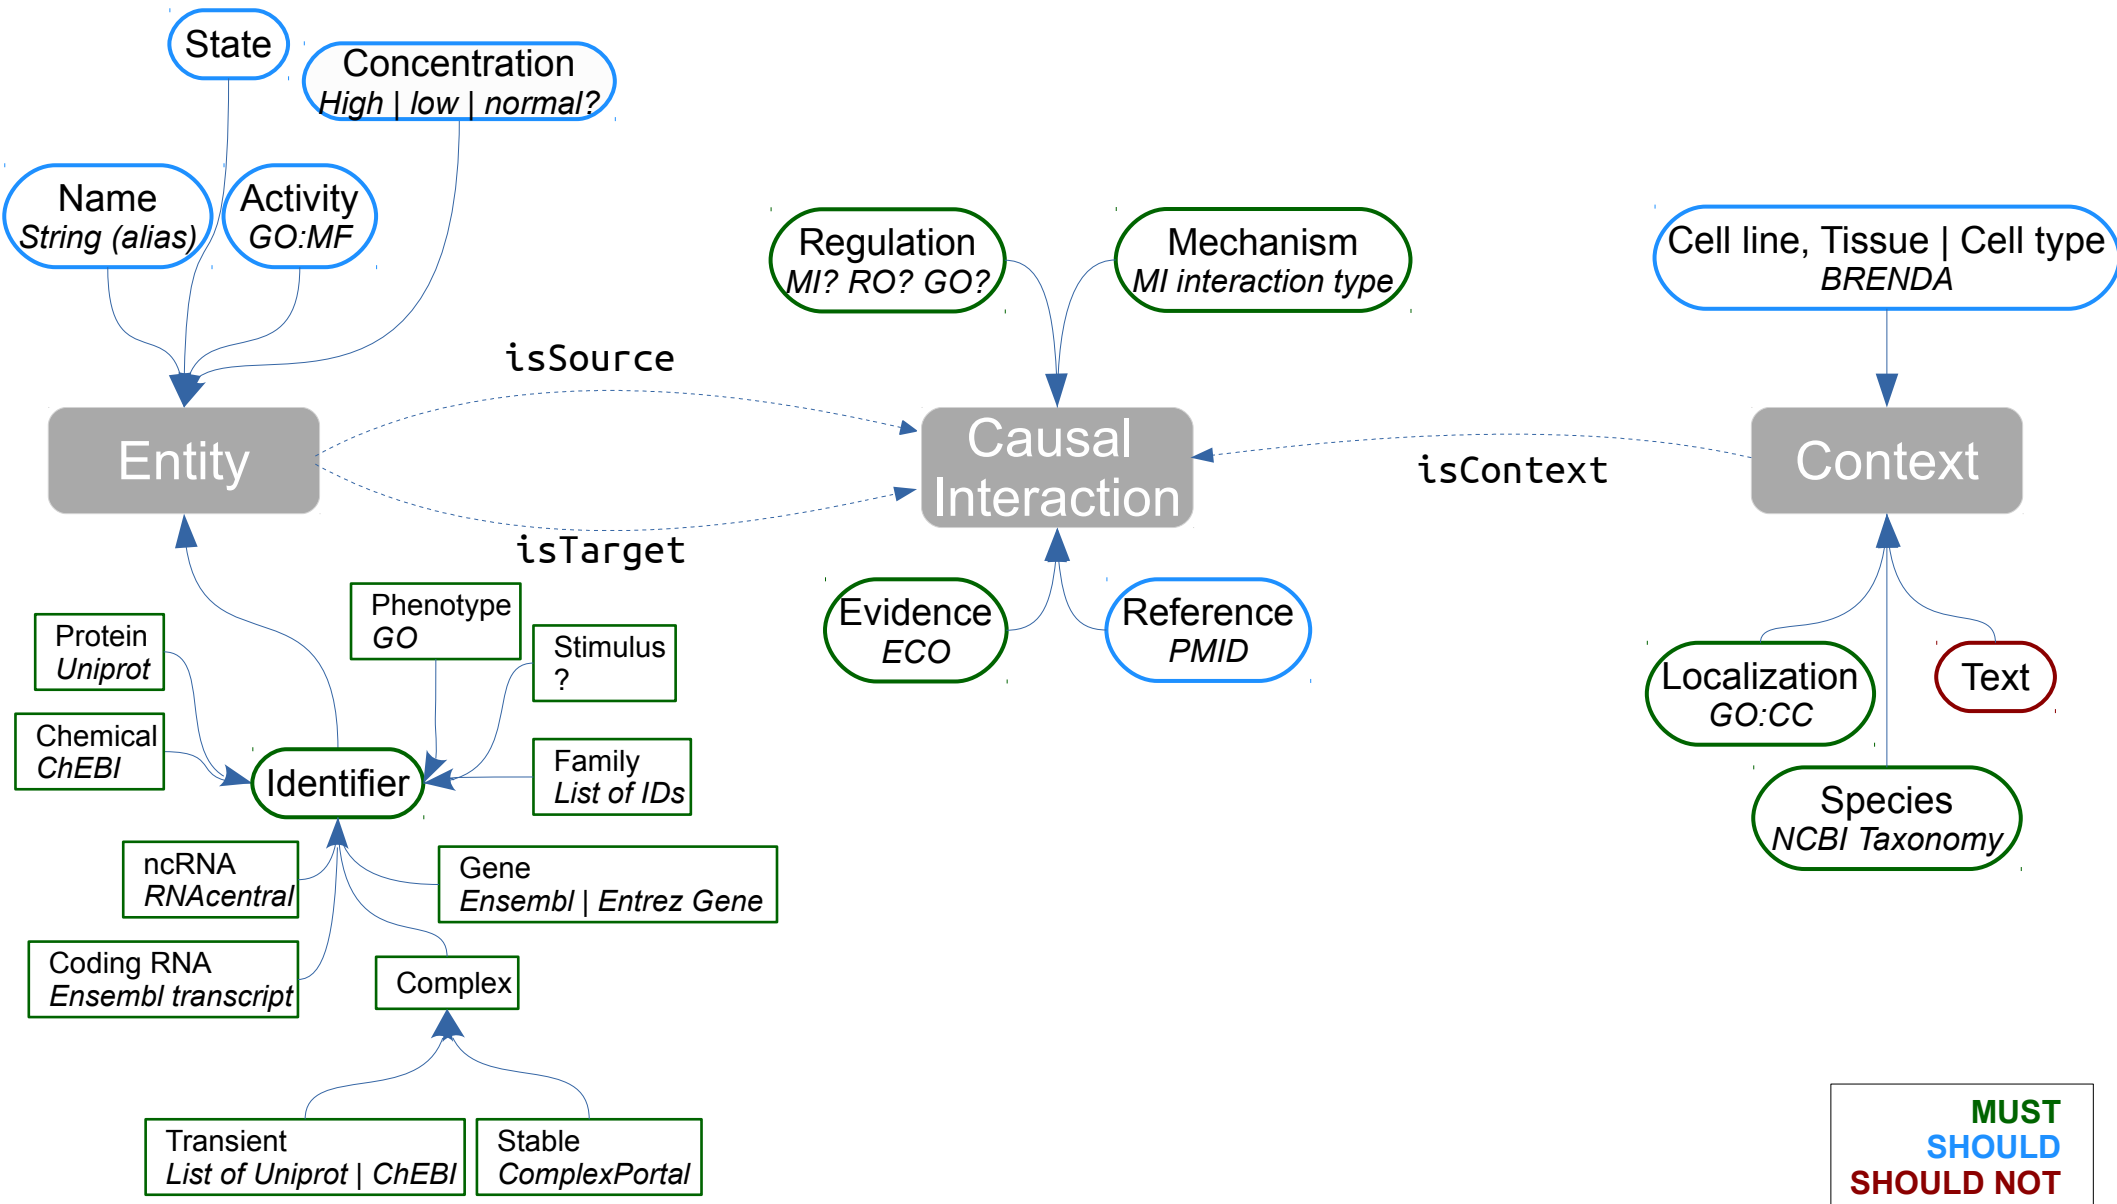 State
Concentration
High | low | normal?
Name
String (alias)
Activity
GO:MF
Regulation
MI? RO? GO?
Mechanism
MI interaction type
Cell line, Tissue | Cell type
BRENDA
isSource
Entity
Causal
Interaction
isContext
Context
isTarget
Phenotype
GO
Protein
Uniprot
Stimulus
?
Evidence
ECO
Reference
PMID
Localization
GO:CC
Text
Chemical
ChEBI
Identifier
Family
List of IDs
Species
NCBI Taxonomy
ncRNA
RNAcentral
Gene
Ensembl | Entrez Gene
Coding RNA
Ensembl transcript
Complex
Transient
List of Uniprot | ChEBI
Stable
ComplexPortal
MUST
SHOULD
SHOULD NOT